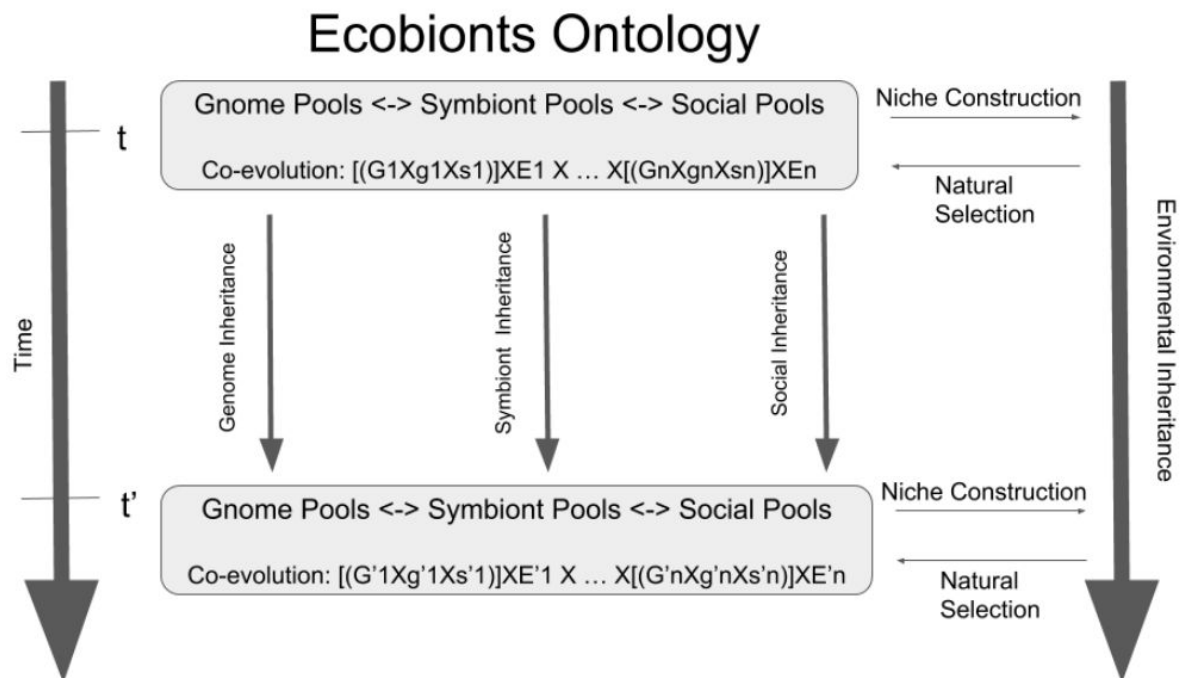 Ecobionts Ontology
Gnome Pools <-> Symbiont Pools <-> Social Pools
Co-evolution: [(G1Xg1Xs1)]XE1 X … X[(GnXgnXsn)]XEn
Niche Construction
Natural
Selection
t
Time
Genome Inheritance
Symbiont Inheritance
Social Inheritance
Environmental Inheritance
t’
Gnome Pools <-> Symbiont Pools <-> Social Pools
Co-evolution: [(G’1Xg’1Xs’1)]XE’1 X … X[(G’nXg’nXs’n)]XE’n
Niche Construction
Natural
Selection